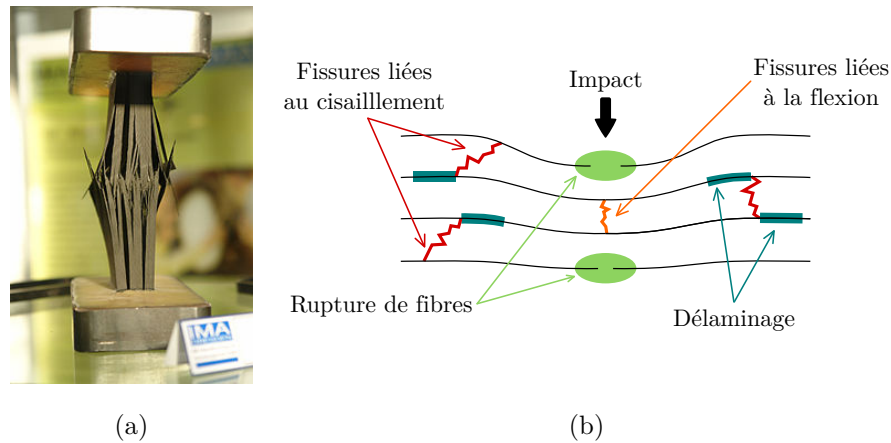 IMA
Fissures liées
au cisailllement
Impact
Fissures liées
à la flexion
Rupture de fibres
Délaminage
(a)
(b)